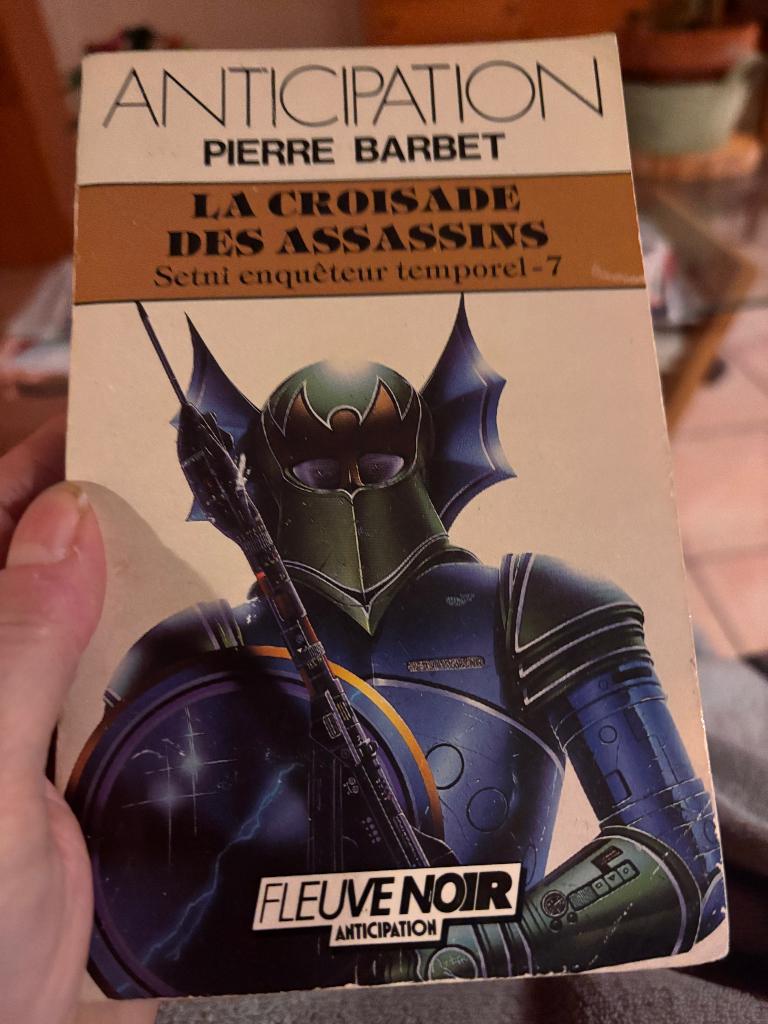 ANTICIPATION
PIERRE BARBET
LA CROISADE
DES ASSASSINS
Setni enquêteur temporel-7
FLEUVE NOIR
ANTICIPATION